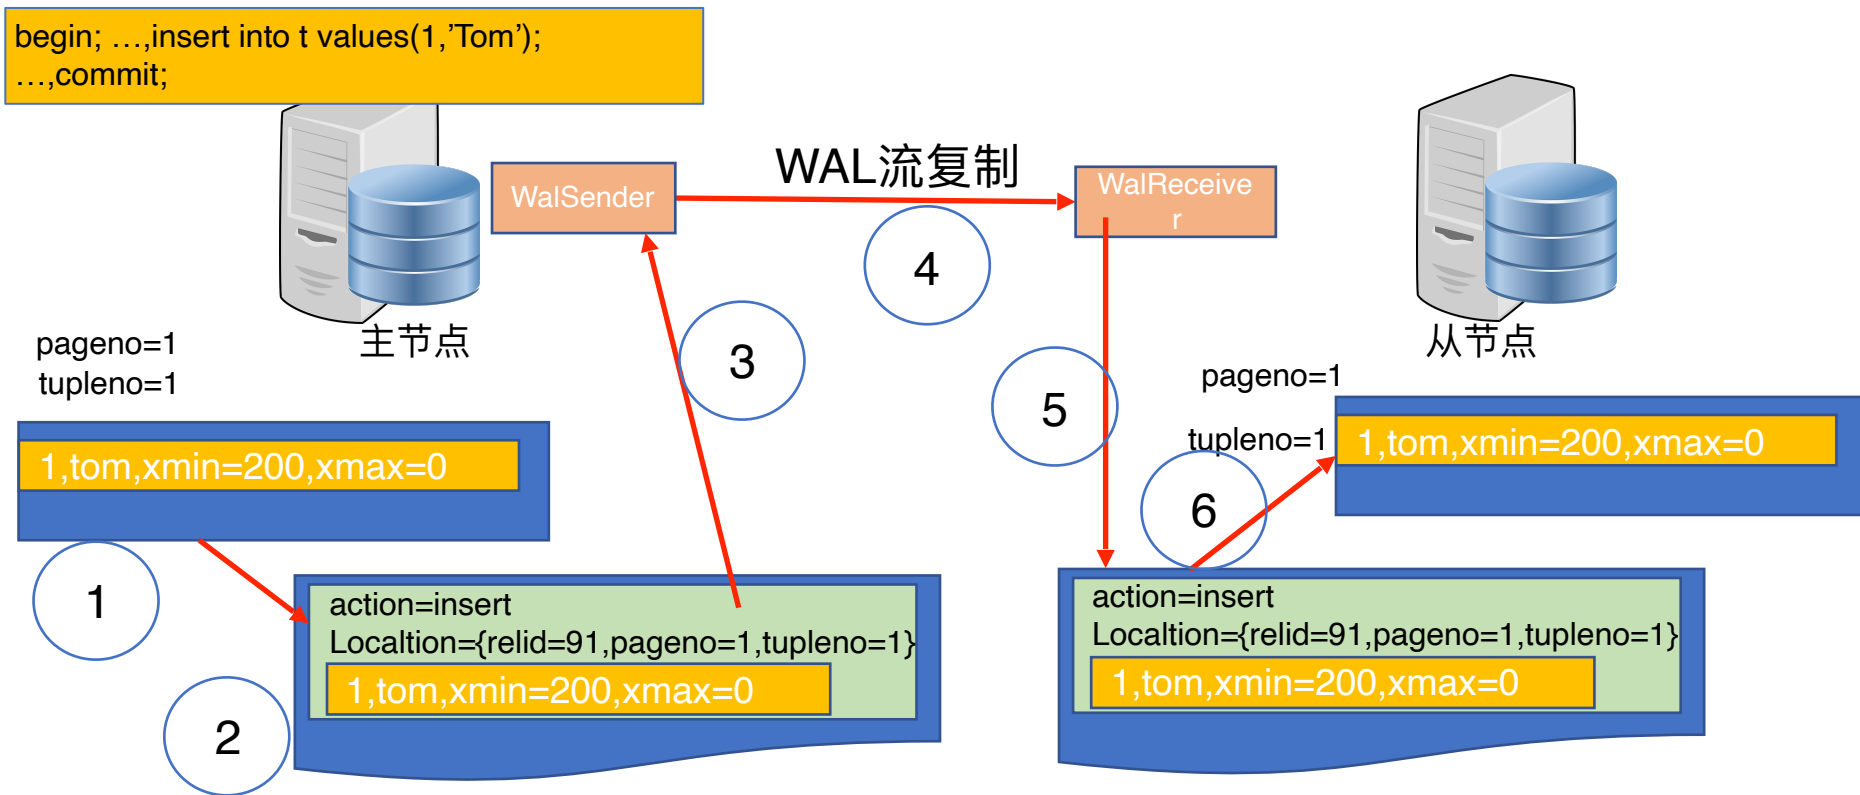 begin; …,insert into t values(1,’Tom’);
…,commit;
WalSender
WAL流复制
WalReceive
r
4
主节点
从节点
pageno=1
tupleno=1
3
5
pageno=1
tupleno=1
1,tom,xmin=200,xmax=0
1,tom,xmin=200,xmax=0
6
1
action=insert
Localtion={relid=91,pageno=1,tupleno=1}
1,tom,xmin=200,xmax=0
2
action=insert
Localtion={relid=91,pageno=1,tupleno=1}
1,tom,xmin=200,xmax=0